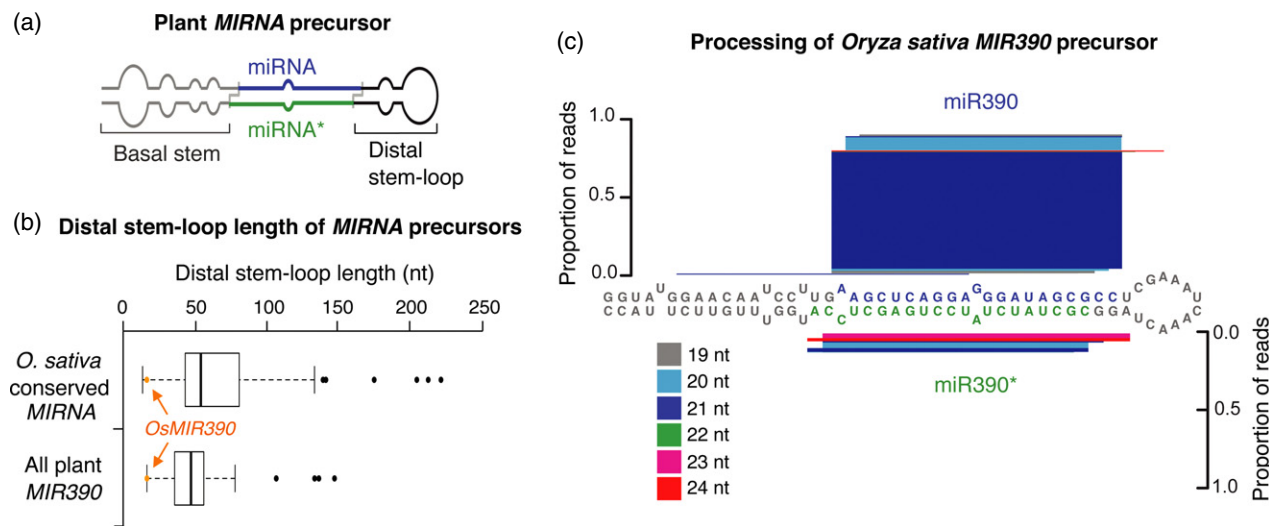 (a)
Plant MIRNA precursor
miRNA
miRNA*
Basal stem
Distal
stem-loop
(b)
Distal stem-loop length of MIRNA precursors
Distal stem-loop length (nt)
0 50 100 150 200 250
O. sativa
conserved
MIRNA
OsMIR390
All plant
MIR390
(c)
Processing of Oryza sativa MIR390 precursor
miR390
Proportion of reads
1.0
0.5
0.0
GGUAUGGAACAAUCCUUGAAGCUCAGGAGGGAUAGCGCCUCGAAAUC
ACCUCGAGUCCUAUCUAUCGCGGAUCAAA
19 nt
20 nt
21 nt
22 nt
23 nt
24 nt
miR390*
0.0
0.5
1.0
Proportion of reads